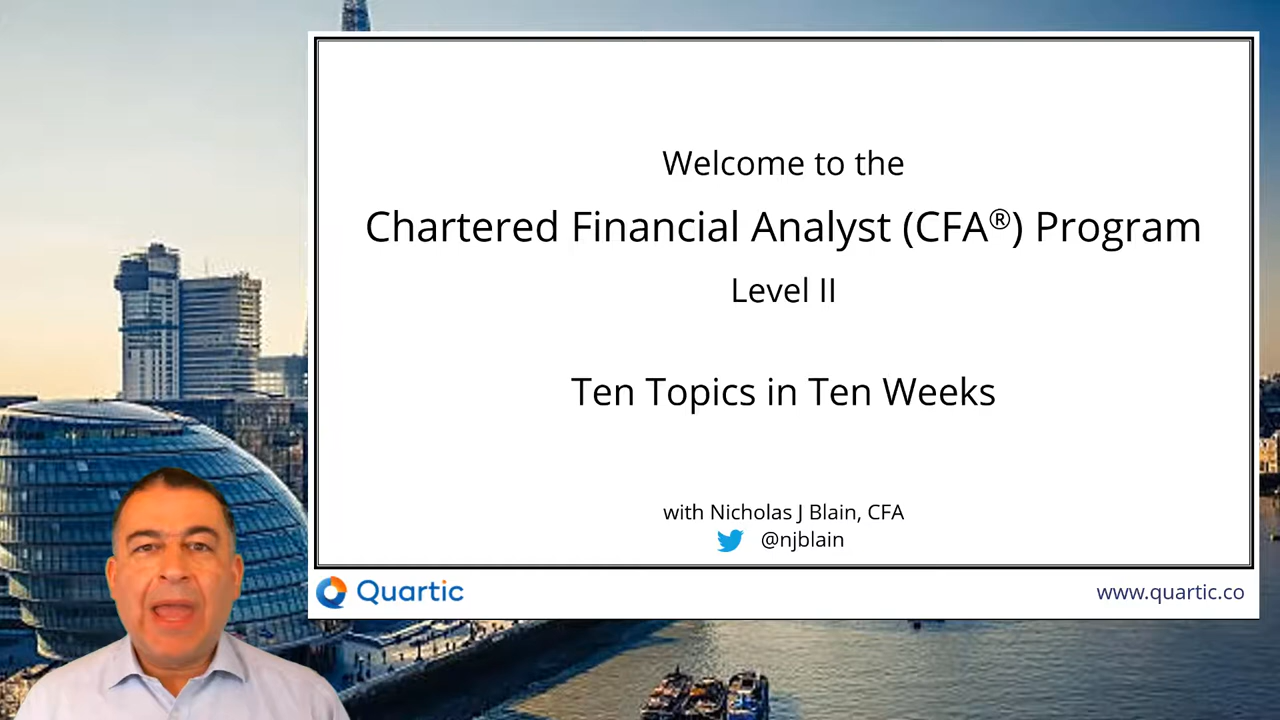 Welcome to the
Chartered Financial Analyst (CFA®) Program
Level II
Ten Topics in Ten Weeks
with Nicholas J Blain, CFA
@njblain
Quartic
www.quartic.co